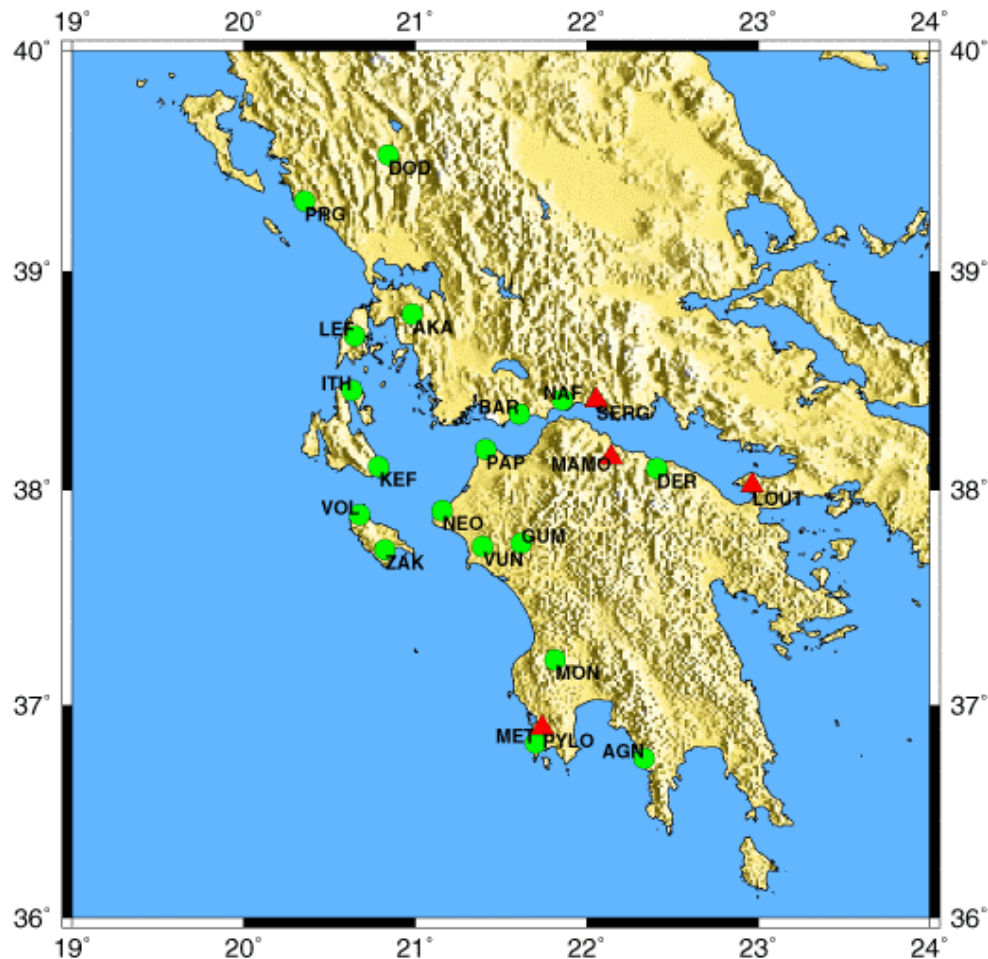 19° 20° 21° 22° 23° 24°
40° 40°
DOD
PRG
39° 39°
LEF AKA
ITH
NAF
BAR SERG
PAP MAMO
KEF DER
38° 38°
LOUT
VOL
NEO
GUM
ZAK VUN
MON
37° 37°
MET PYLO
AGN
36° 36°
19° 20° 21° 22° 23° 24°